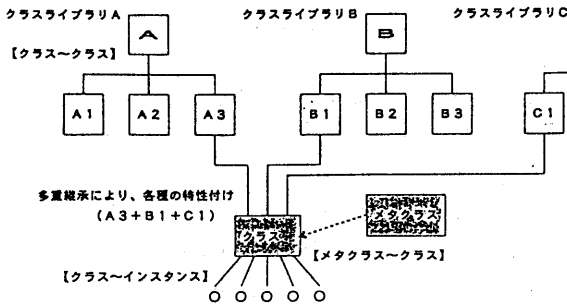 クラスライブラリA
クラスライブラリB
クラスライブラリC
A
B
【クラス~クラス】
A1
A2
A3
B1
B2
B3
C1
多重継承により、各種の特性付け
(A3+B1+C1)
クラス
メタクラス
【メタクラス~クラス】
【クラス~インスタンス】